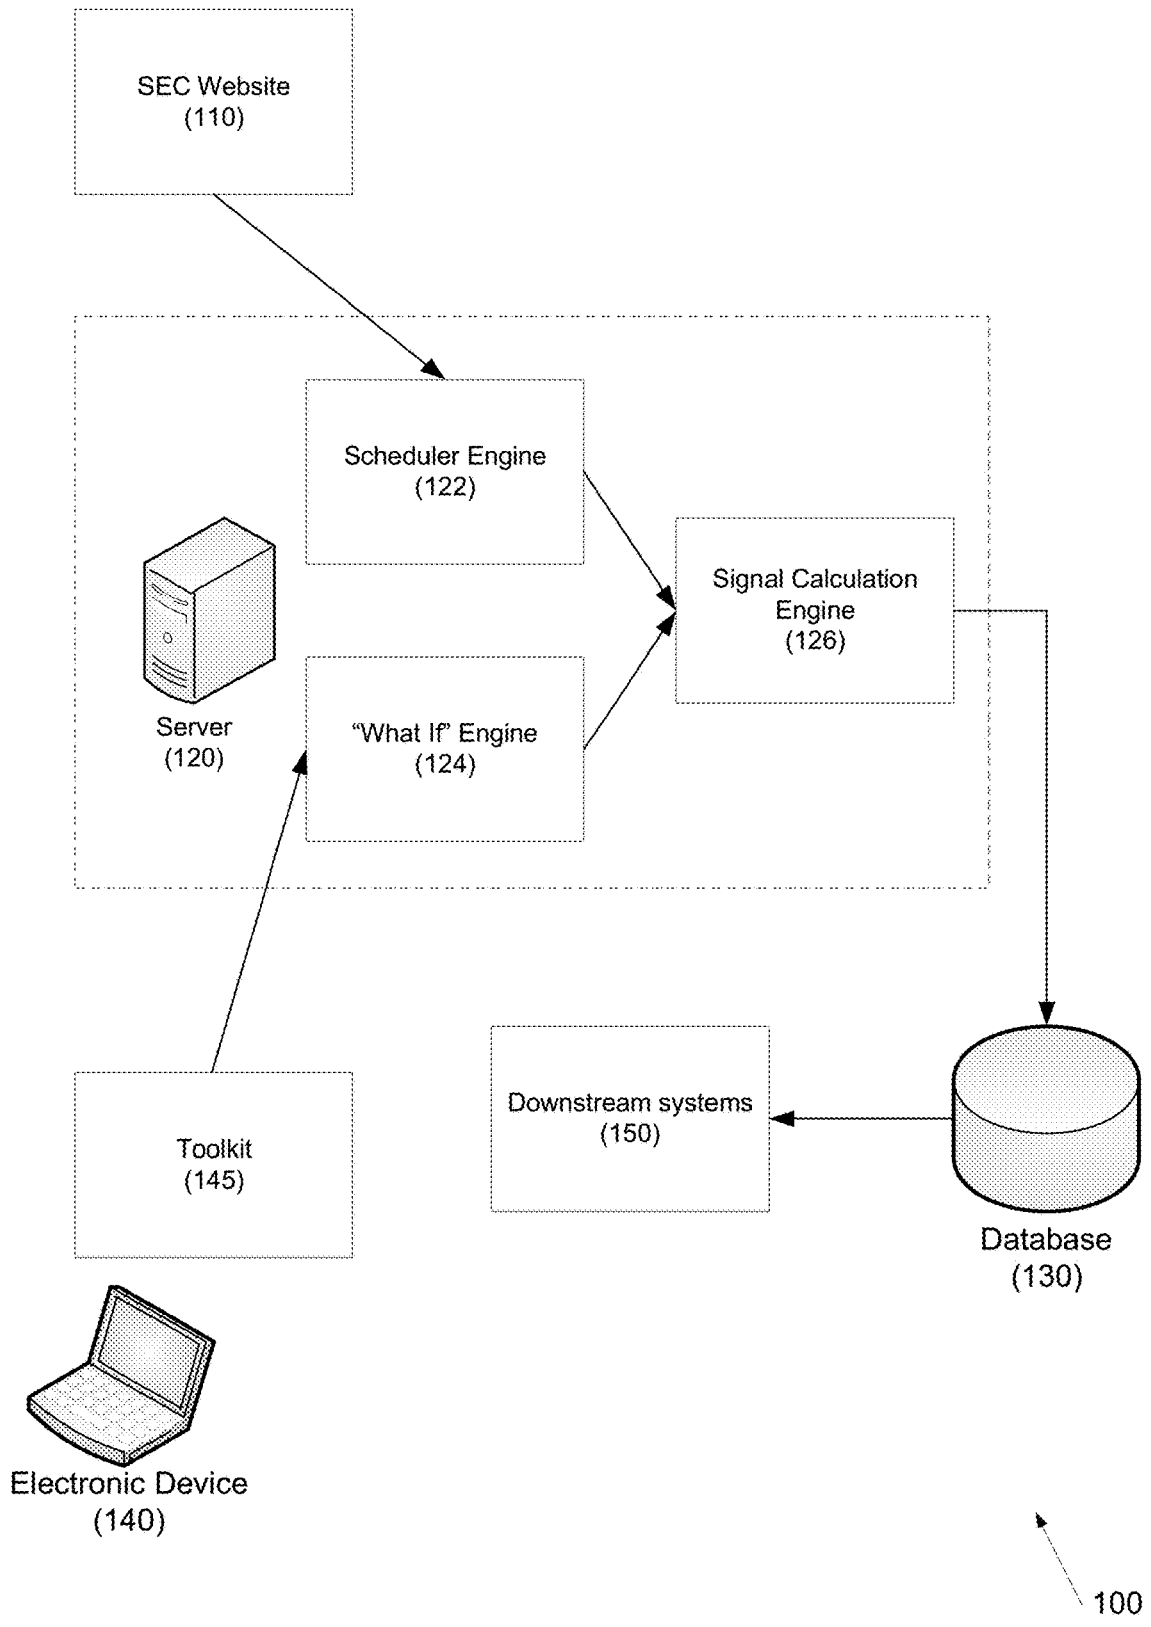 SEC Website
(110)
Scheduler Engine
(122)
Signal Calculation
Engine
(126)
Server
(120)
“What If” Engine
(124)
Downstream systems
(150)
Toolkit
(145)
Database
(130)
Electronic Device
(140)
100